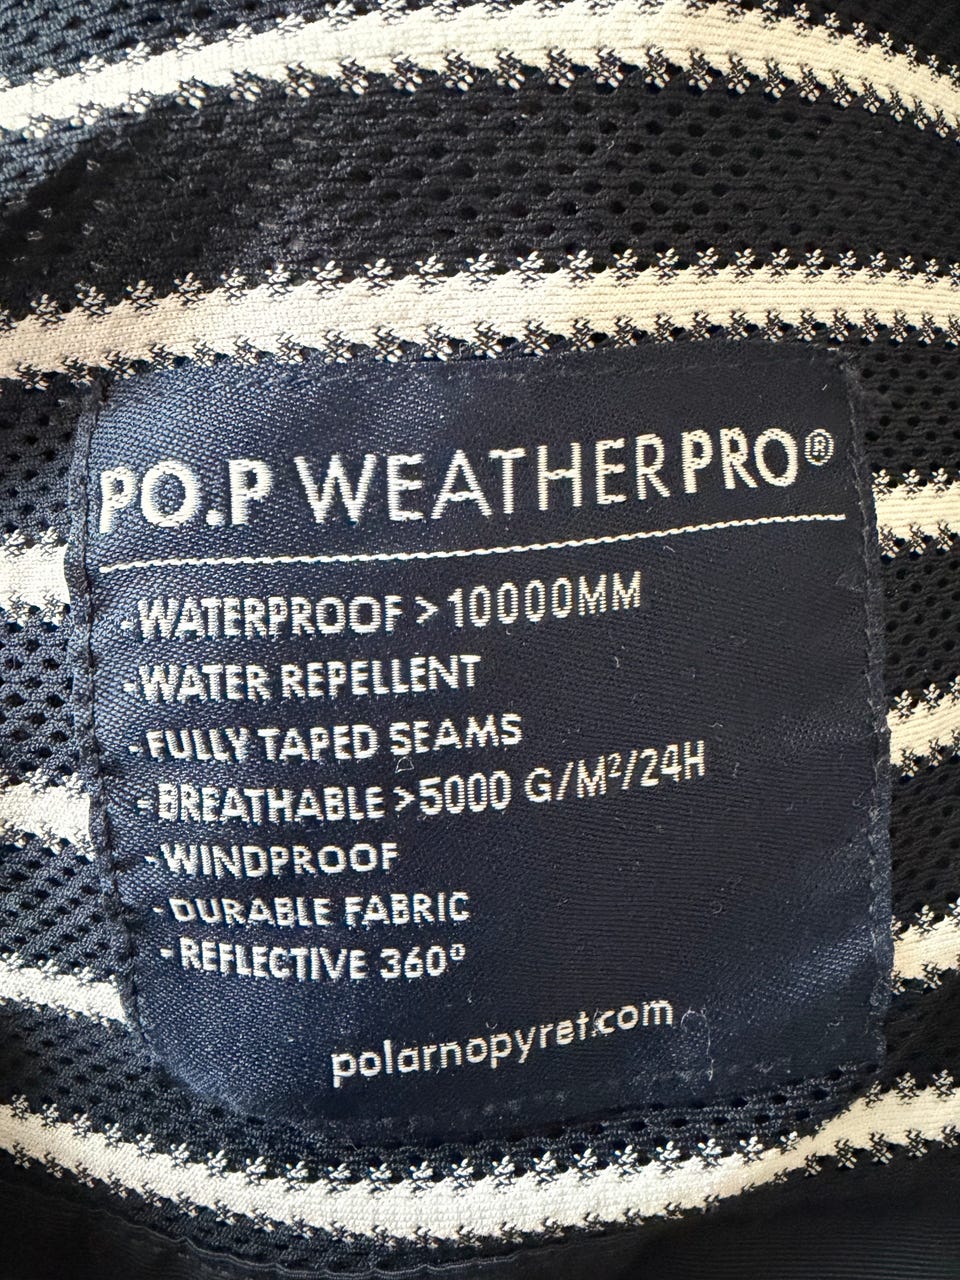 PO.P WEATHERPRO®
-WATERPROOF >10000MM
-WATER REPELLENT
-FULLY TAPED SEAMS
-BREATHABLE >5000 G/M²/24H
-WINDPROOF
-DURABLE FABRIC
-REFLECTIVE 360º
polarnopyret.com